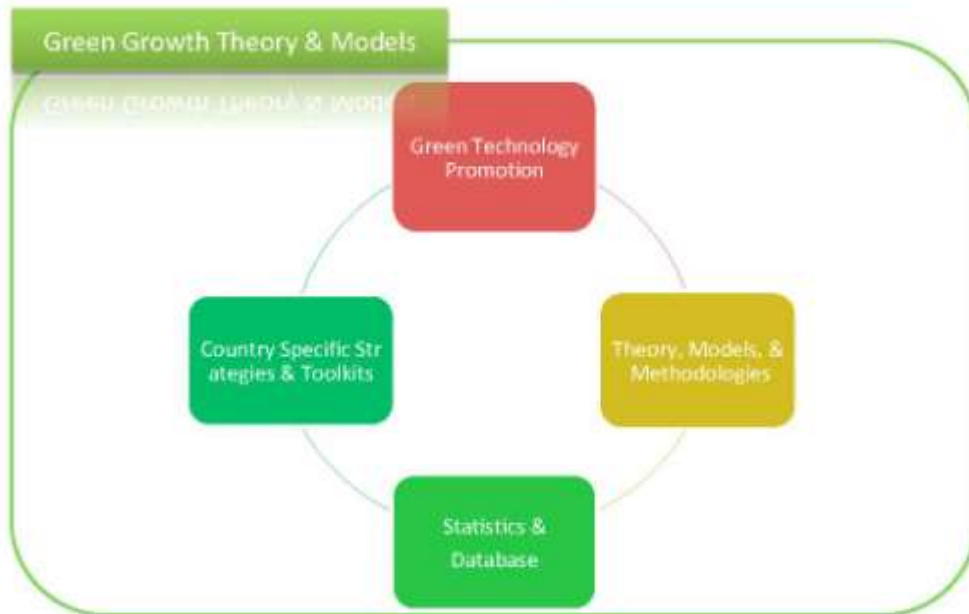 Green Growth Theory & Models
Green Technology
Promotion
Country Specific Str
ategies & Toolkits
Theory, Models, &
Methodologies
Statistics &
Database